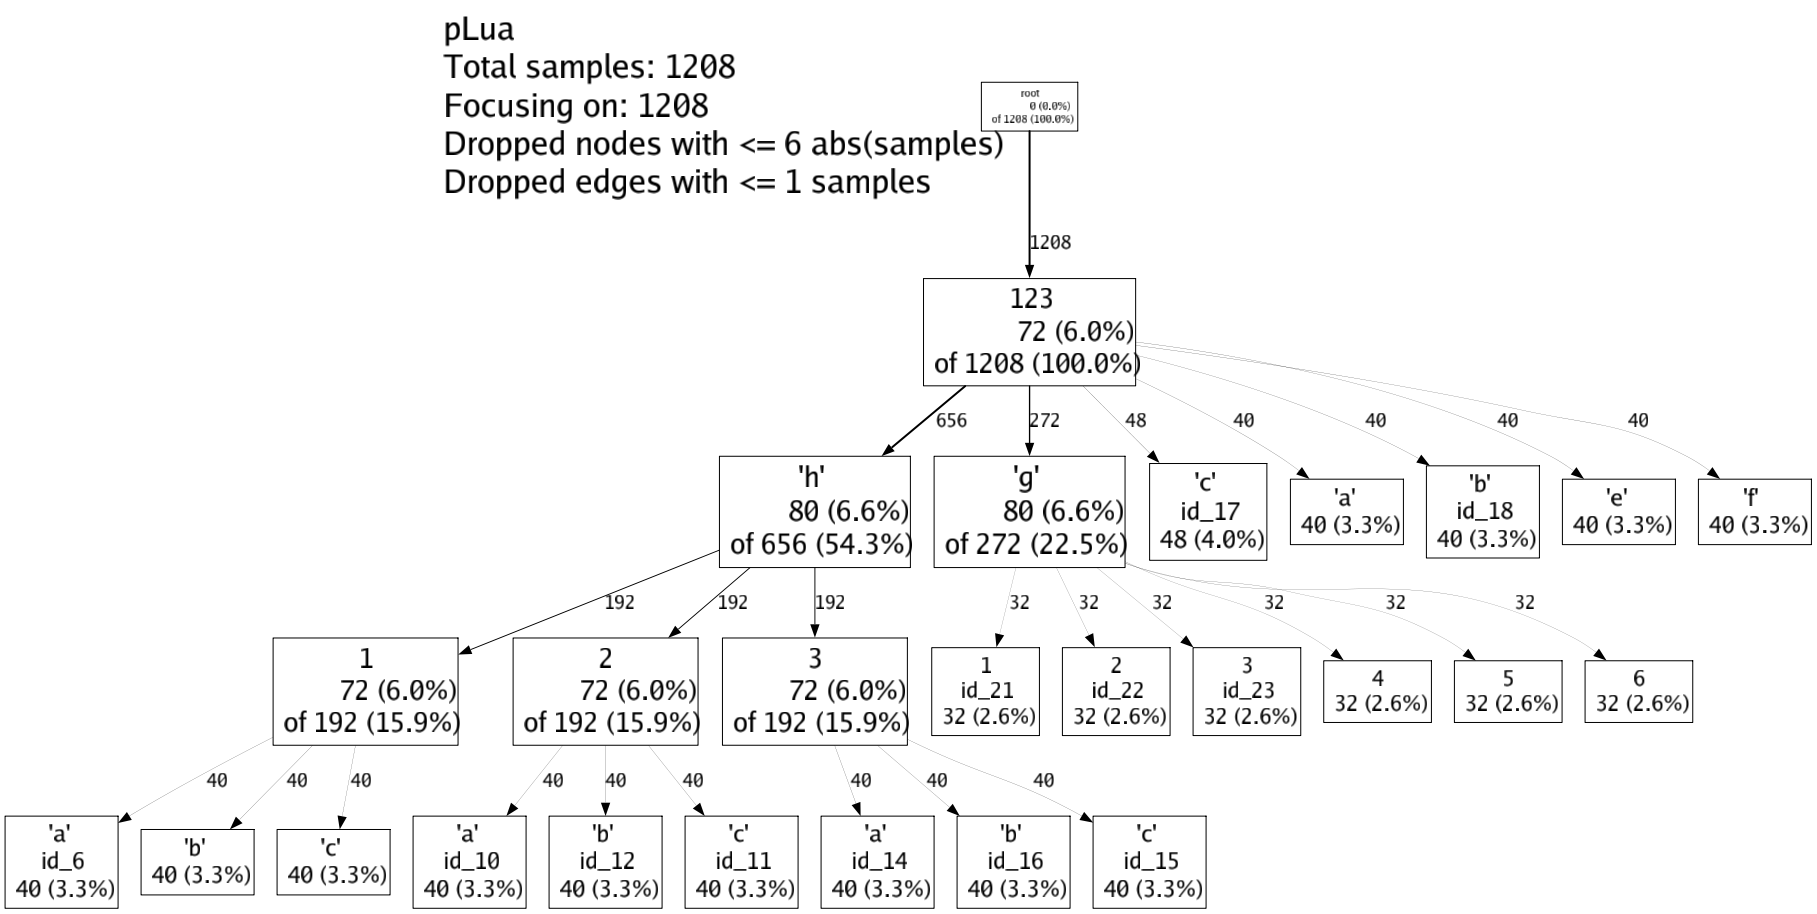 pLua
Total samples: 1208
Focusing on: 1208
Dropped nodes with <= 6 abs(samples)
Dropped edges with <= 1 samples
root
0 (0.0%)
of 1208 (100.0%)
1208
123
72 (6.0%)
of 1208 (100.0%)
656
272
48
40
40
40
40
'h'
80 (6.6%)
of 656 (54.3%)
'g'
80 (6.6%)
of 272 (22.5%)
'c'
id_17
48 (4.0%)
'a'
40 (3.3%)
'b'
id_18
40 (3.3%)
'e'
40 (3.3%)
'f'
40 (3.3%)
192
192
192
32
32
32
32
32
32
1
72 (6.0%)
of 192 (15.9%)
2
72 (6.0%)
of 192 (15.9%)
3
72 (6.0%)
of 192 (15.9%)
1
id_21
32 (2.6%)
2
id_22
32 (2.6%)
3
id_23
32 (2.6%)
4
32 (2.6%)
5
32 (2.6%)
6
32 (2.6%)
40
40
40
40
40
40
40
40
40
'a'
id_6
40 (3.3%)
'b'
40 (3.3%)
'c'
40 (3.3%)
'a'
id_10
40 (3.3%)
'b'
id_12
40 (3.3%)
'c'
id_11
40 (3.3%)
'a'
id_14
40 (3.3%)
'b'
id_16
40 (3.3%)
'c'
id_15
40 (3.3%)